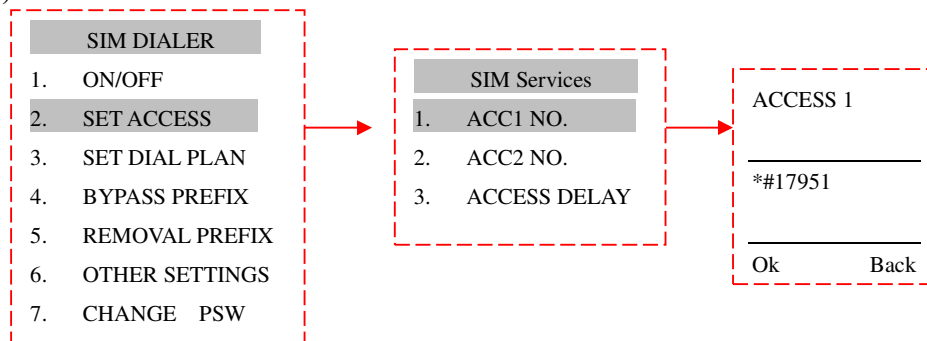 SIM DIALER
1. ON/OFF
2. SET ACCESS
3. SET DIAL PLAN
4. BYPASS PREFIX
5. REMOVAL PREFIX
6. OTHER SETTINGS
7. CHANGE PSW
SIM Services
1. ACC1 NO.
2. ACC2 NO.
3. ACCESS DELAY
ACCESS 1
*#17951
Ok Back